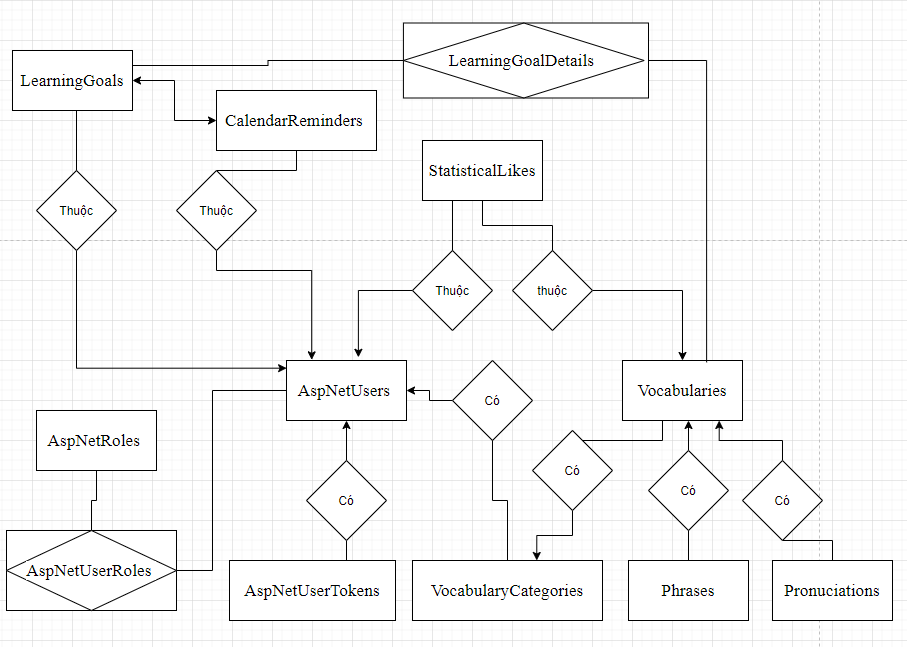 LearningGoalDetails
LearningGoals
CalendarReminders
StatisticalLikes
Thuộc
Thuộc
Thuộc
thuộc
AspNetUsers
Có
Vocabularies
AspNetRoles
Có
Có
Có
Có
AspNetUserRoles
AspNetUserTokens
VocabularyCategories
Phrases
Pronuciations